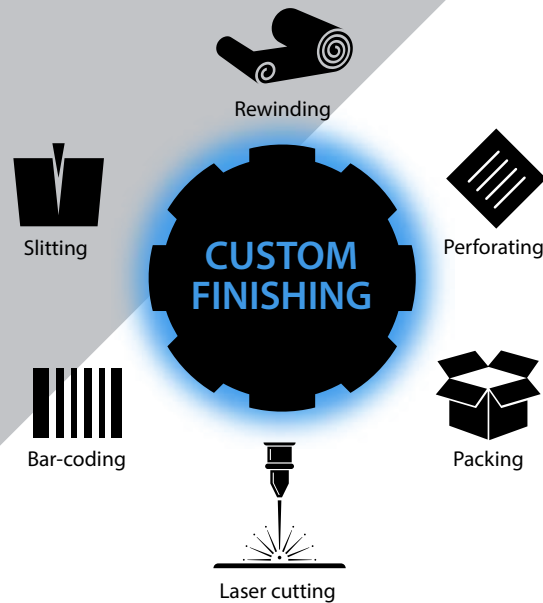 Rewinding
Slitting
Perforating
CUSTOM
FINISHING
Bar-coding
Packing
Laser cutting